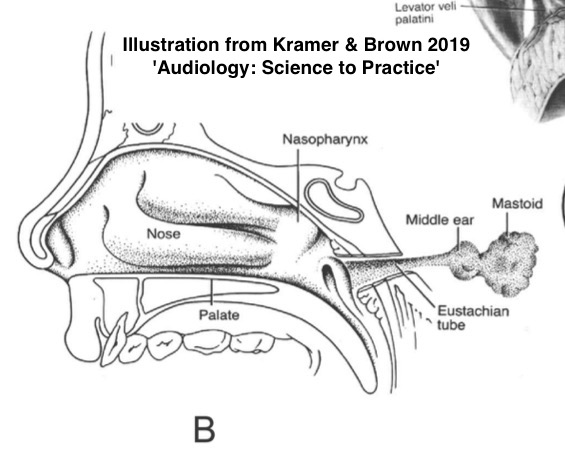 Levator veli
palatini
Illustration from Kramer & Brown 2019
'Audiology: Science to Practice'
Nasopharynx
Middle ear
Mastoid
Nose
Palate
Eustachian
tube
B